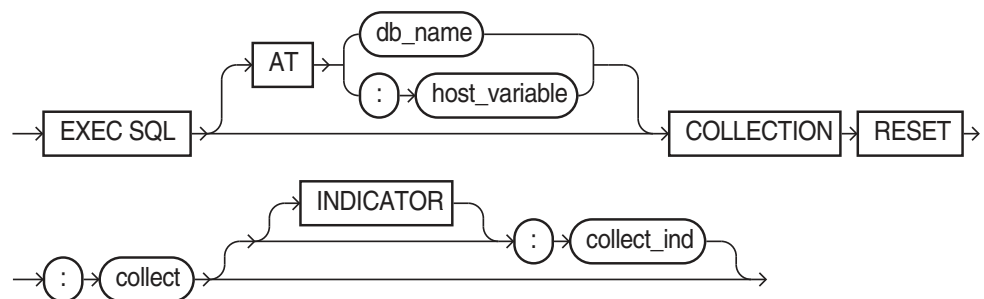 db_name
AT
: host_variable
EXEC SQL COLLECTION RESET
INDICATOR
: collect_ind
: collect